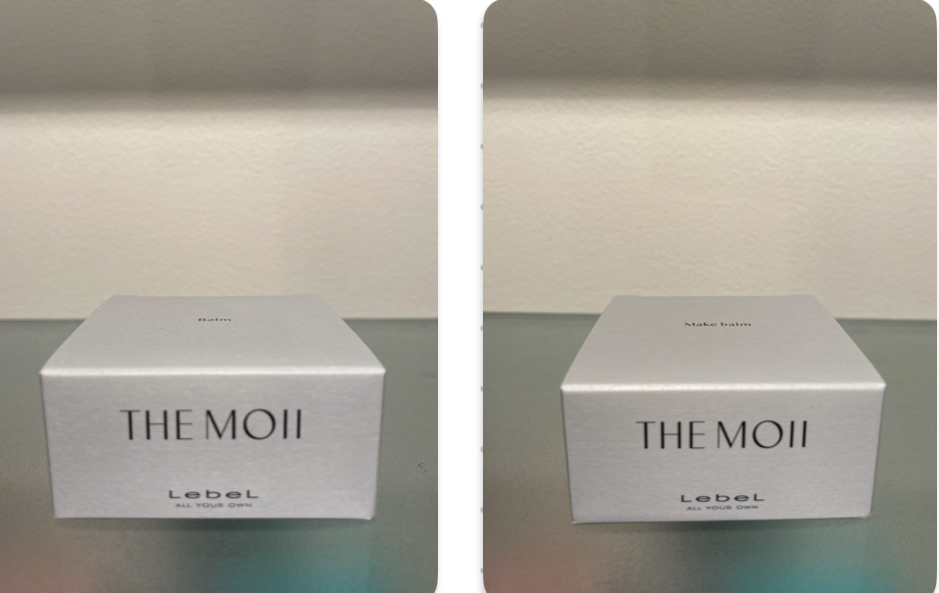 Balm
THE MOII
LebeL
ALL YOUR OWN
Make balm
THE MOII
LebeL
ALL YOUR OWN